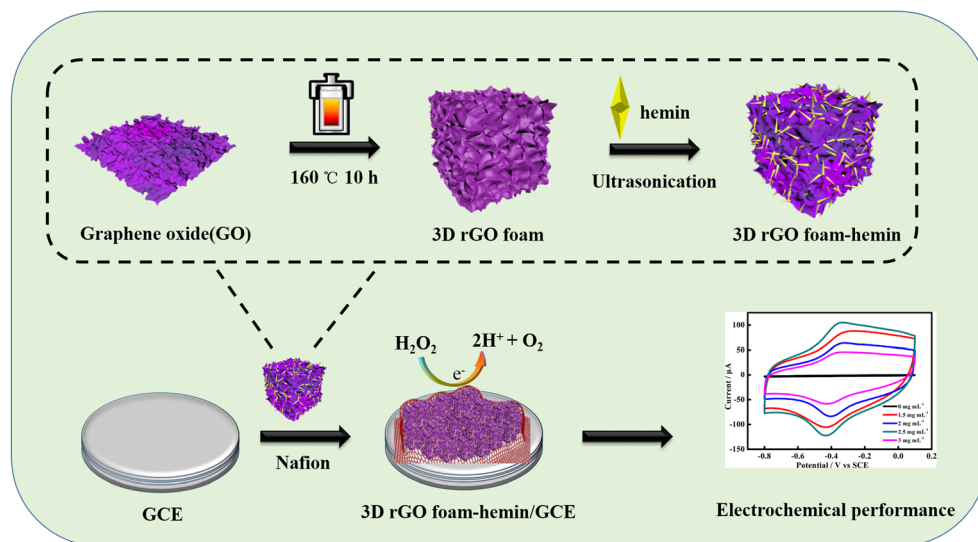 hemin
160 ℃ 10 h
Ultrasonication
Graphene oxide(GO)
3D rGO foam
3D rGO foam-hemin
H₂O₂
2H⁺ + O₂
e⁻
Nafion
GCE
3D rGO foam-hemin/GCE
Current / μA
100
50
0
-50
-100
-150
0 mg mL⁻¹
1.5 mg mL⁻¹
2 mg mL⁻¹
2.5 mg mL⁻¹
3 mg mL⁻¹
-0.8 -0.6 -0.4 -0.2 0.0 0.2
Potential / V vs SCE
Electrochemical performance